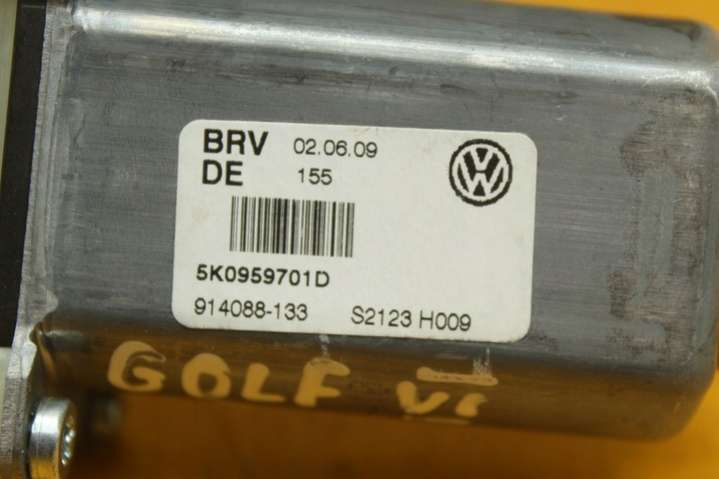 BRV 02.06.09
DE 155
5K0959701D
914088-133 S2123 H009
GOLF VI